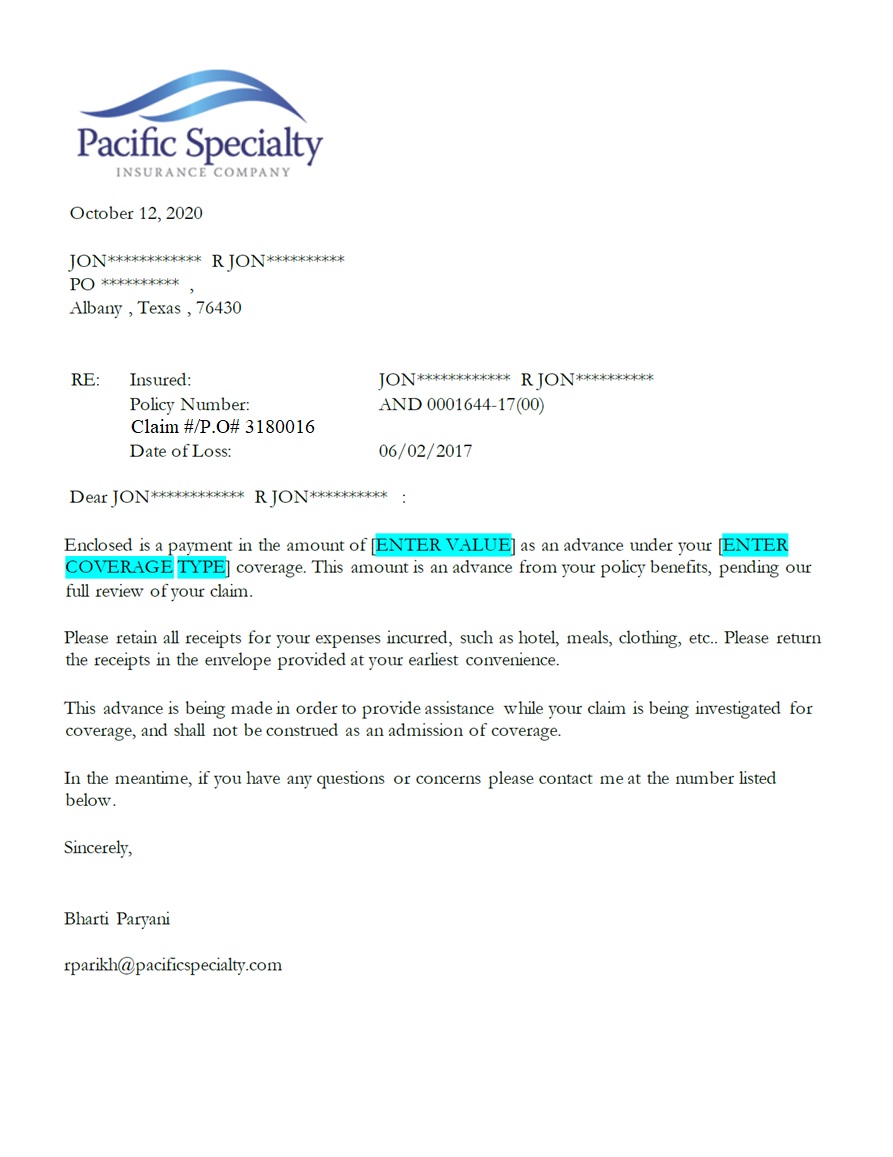 Pacific Specialty
INSURANCE COMPANY
October 12, 2020
JON************ R JON**********
PO ********** ,
Albany , Texas , 76430
RE: Insured: JON************ R JON**********
Policy Number: AND 0001644-17(00)
Claim #/P.O# 3180016
Date of Loss: 06/02/2017
Dear JON************ R JON********** :
Enclosed is a payment in the amount of [ENTER VALUE] as an advance under your [ENTER
COVERAGE TYPE] coverage. This amount is an advance from your policy benefits, pending our
full review of your claim.
Please retain all receipts for your expenses incurred, such as hotel, meals, clothing, etc.. Please return
the receipts in the envelope provided at your earliest convenience.
This advance is being made in order to provide assistance while your claim is being investigated for
coverage, and shall not be construed as an admission of coverage.
In the meantime, if you have any questions or concerns please contact me at the number listed
below.
Sincerely,
Bharti Paryani
rparikh@pacificspecialty.com